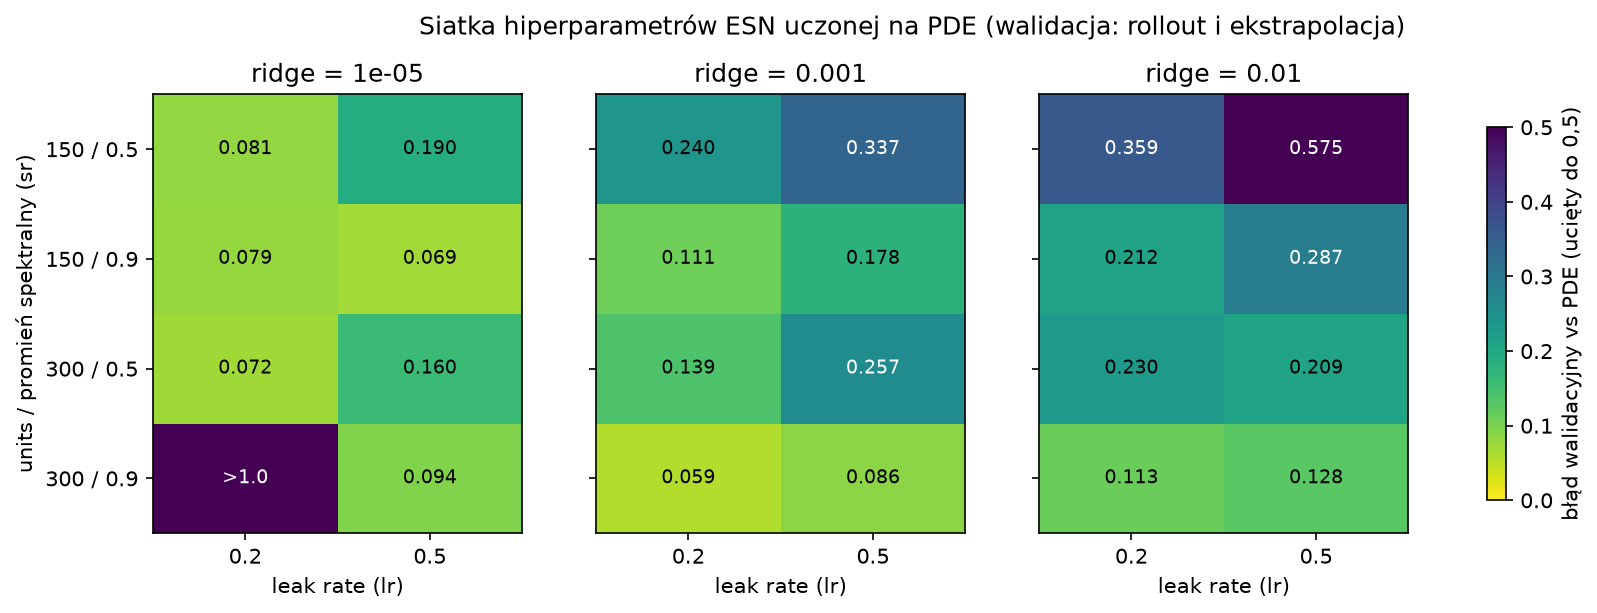 Siatka hiperparametrów ESN uczonej na PDE (walidacja: rollout i ekstrapolacja)
ridge = 1e-05
ridge = 0.001
ridge = 0.01
units / promień spektralny (sr)
150 / 0.5
150 / 0.9
300 / 0.5
300 / 0.9
0.081 0.190
0.079 0.069
0.072 0.160
>1.0 0.094
0.2 0.5
leak rate (lr)
0.240 0.337
0.111 0.178
0.139 0.257
0.059 0.086
0.2 0.5
leak rate (lr)
0.359 0.575
0.212 0.287
0.230 0.209
0.113 0.128
0.2 0.5
leak rate (lr)
0.5
0.4
0.3
0.2
0.1
0.0
błąd walidacyjny vs PDE (ucięty do 0,5)